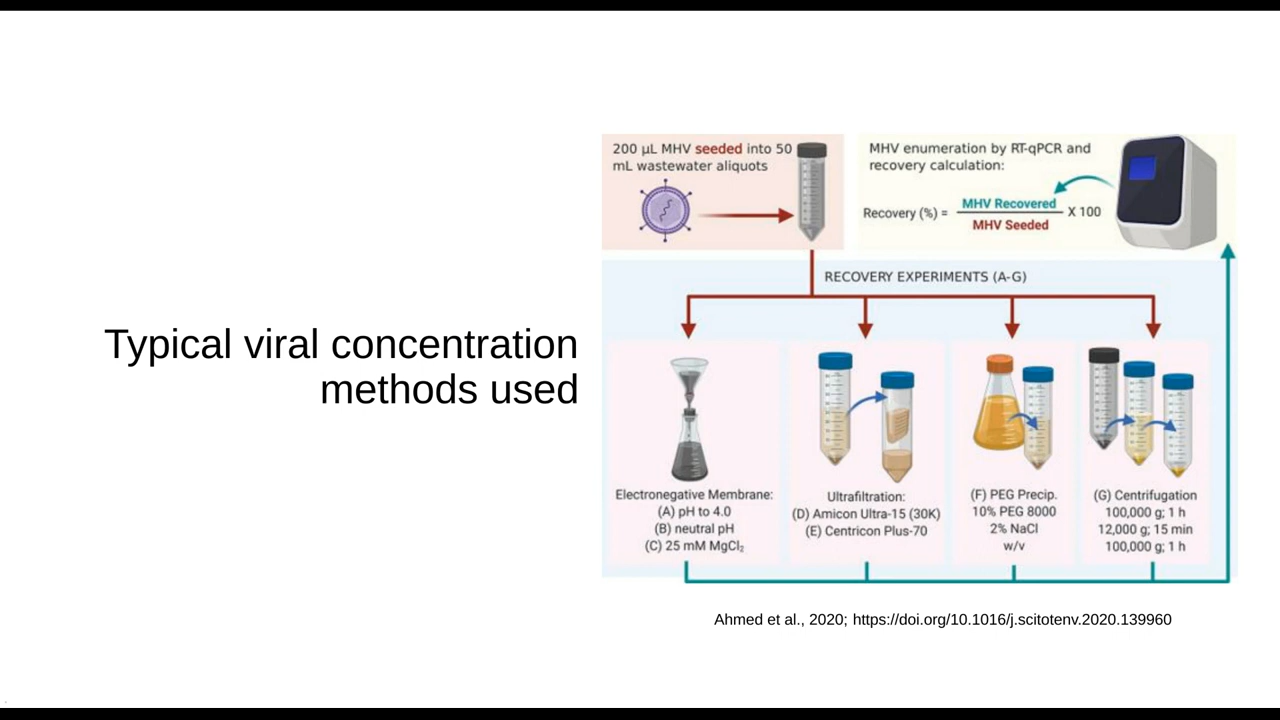 Typical viral concentration
methods used
200 µL MHV seeded into 50
mL wastewater aliquots
MHV enumeration by RT-qPCR and
recovery calculation:
Recovery (%) = MHV Recovered / MHV Seeded X 100
RECOVERY EXPERIMENTS (A-G)
Electronegative Membrane:
(A) pH to 4.0
(B) neutral pH
(C) 25 mM MgCl₂
Ultrafiltration:
(D) Amicon Ultra-15 (30K)
(E) Centricon Plus-70
(F) PEG Precip.
10% PEG 8000
2% NaCl
w/v
(G) Centrifugation
100,000 g; 1 h
12,000 g; 15 min
100,000 g; 1 h
Ahmed et al., 2020; https://doi.org/10.1016/j.scitotenv.2020.139960